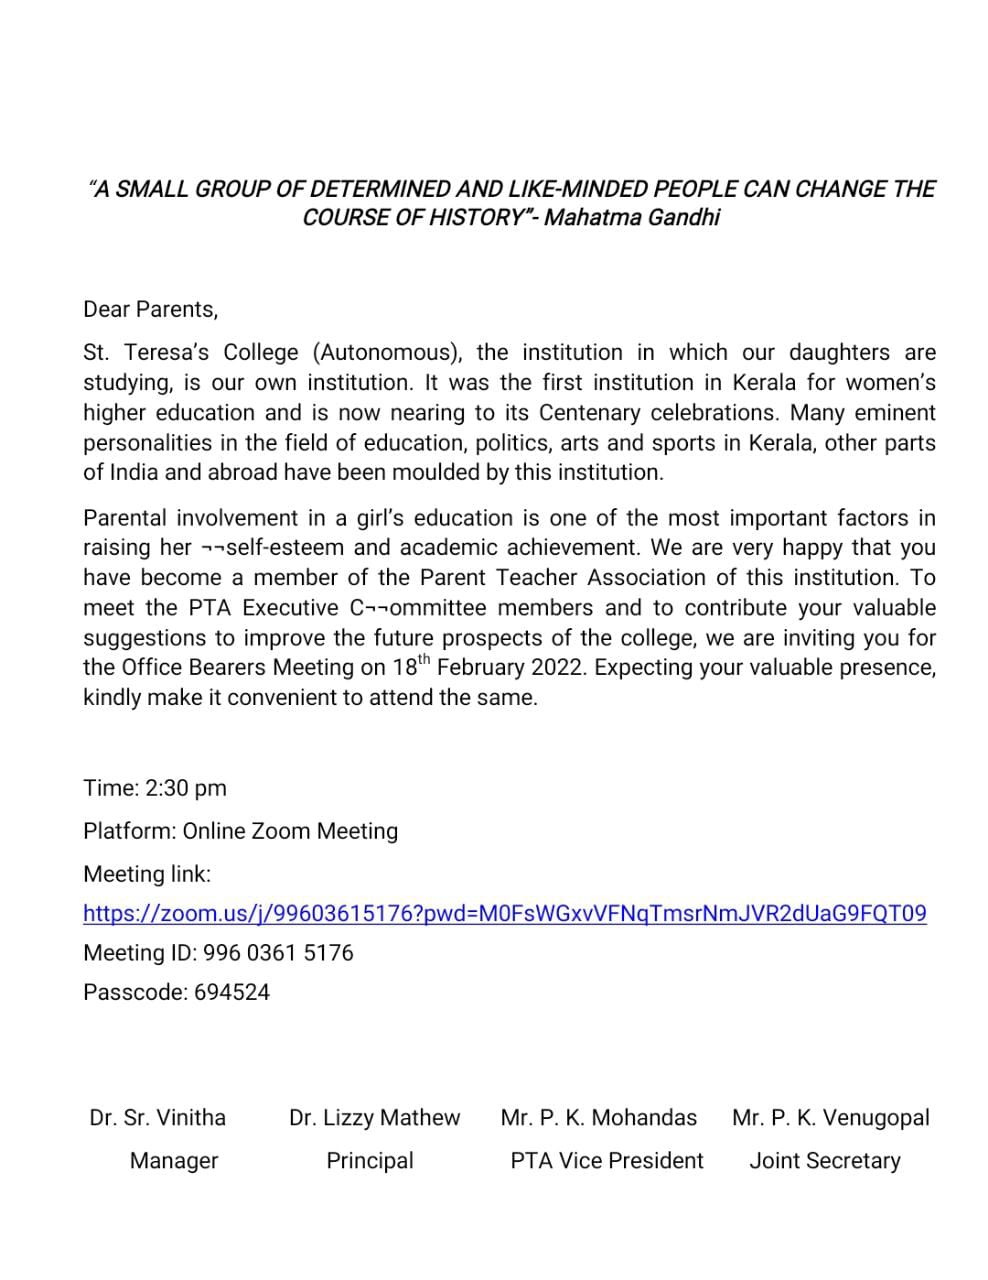 “A SMALL GROUP OF DETERMINED AND LIKE-MINDED PEOPLE CAN CHANGE THE
COURSE OF HISTORY”- Mahatma Gandhi
Dear Parents,
St. Teresa’s College (Autonomous), the institution in which our daughters are
studying, is our own institution. It was the first institution in Kerala for women’s
higher education and is now nearing to its Centenary celebrations. Many eminent
personalities in the field of education, politics, arts and sports in Kerala, other parts
of India and abroad have been moulded by this institution.
Parental involvement in a girl’s education is one of the most important factors in
raising her ¬¬self-esteem and academic achievement. We are very happy that you
have become a member of the Parent Teacher Association of this institution. To
meet the PTA Executive C¬¬ommittee members and to contribute your valuable
suggestions to improve the future prospects of the college, we are inviting you for
the Office Bearers Meeting on 18th February 2022. Expecting your valuable presence,
kindly make it convenient to attend the same.
Time: 2:30 pm
Platform: Online Zoom Meeting
Meeting link:
https://zoom.us/j/99603615176?pwd=M0FsWGxvVFNqTmsrNmJVR2dUaG9FQT09
Meeting ID: 996 0361 5176
Passcode: 694524
Dr. Sr. Vinitha Dr. Lizzy Mathew Mr. P. K. Mohandas Mr. P. K. Venugopal
Manager Principal PTA Vice President Joint Secretary